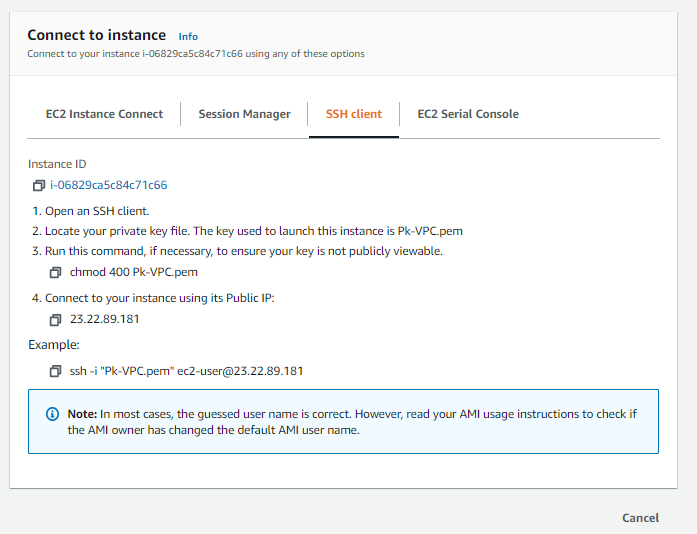 Connect to instance Info
Connect to your instance i-06829ca5c84c71c66 using any of these options
EC2 Instance Connect
Session Manager
SSH client
EC2 Serial Console
Instance ID
i-06829ca5c84c71c66
1. Open an SSH client.
2. Locate your private key file. The key used to launch this instance is Pk-VPC.pem
3. Run this command, if necessary, to ensure your key is not publicly viewable.
chmod 400 Pk-VPC.pem
4. Connect to your instance using its Public IP:
23.22.89.181
Example:
ssh -i "Pk-VPC.pem" ec2-user@23.22.89.181
Note: In most cases, the guessed user name is correct. However, read your AMI usage instructions to check if
the AMI owner has changed the default AMI user name.
Cancel